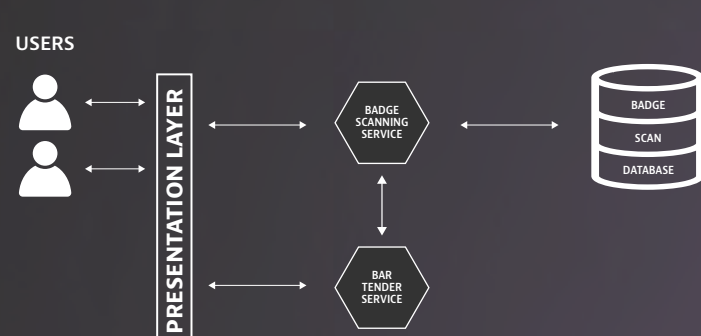 USERS
PRESENTATION LAYER
BADGE
SCANNING
SERVICE
BADGE
SCAN
DATABASE
BAR
TENDER
SERVICE